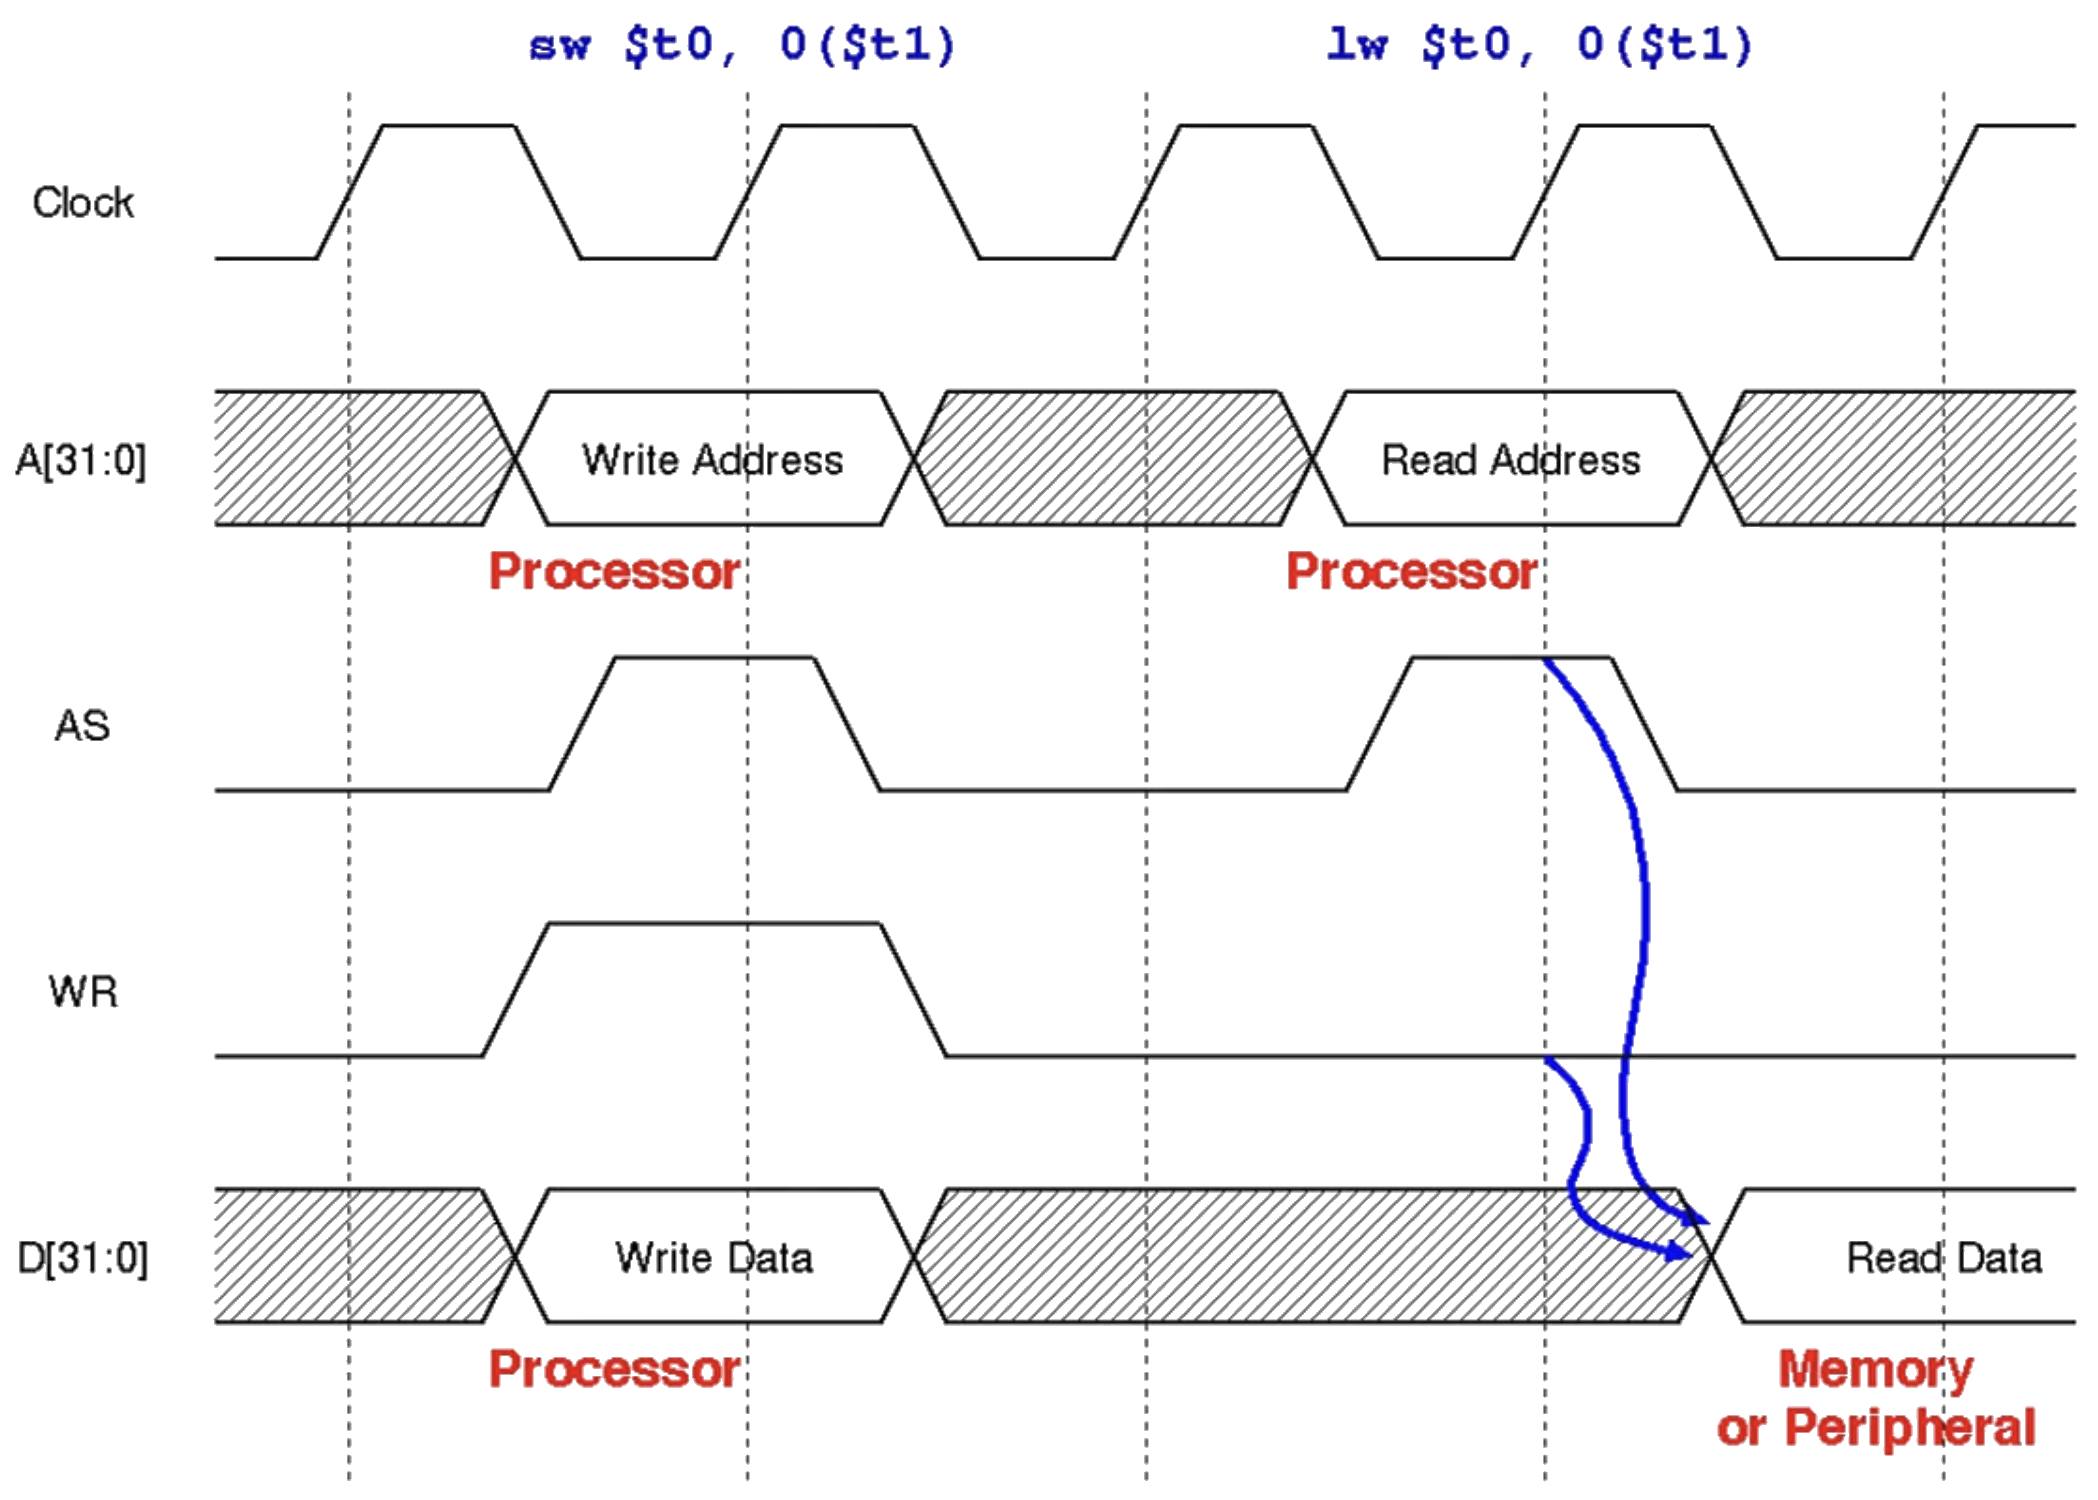 sw $t0, 0($t1)
lw $t0, 0($t1)
Clock
A[31:0]
Write Address
Read Address
Processor
Processor
AS
WR
D[31:0]
Write Data
Read Data
Processor
Memory
or Peripheral